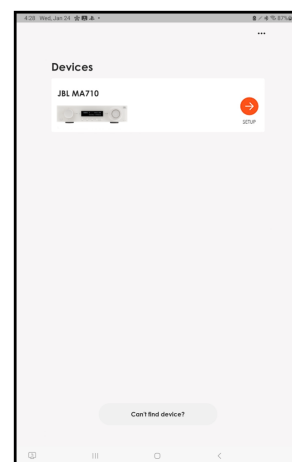 4:28 Wed, Jan 24
87%
Devices
JBL MA710
SETUP
Can't find device?